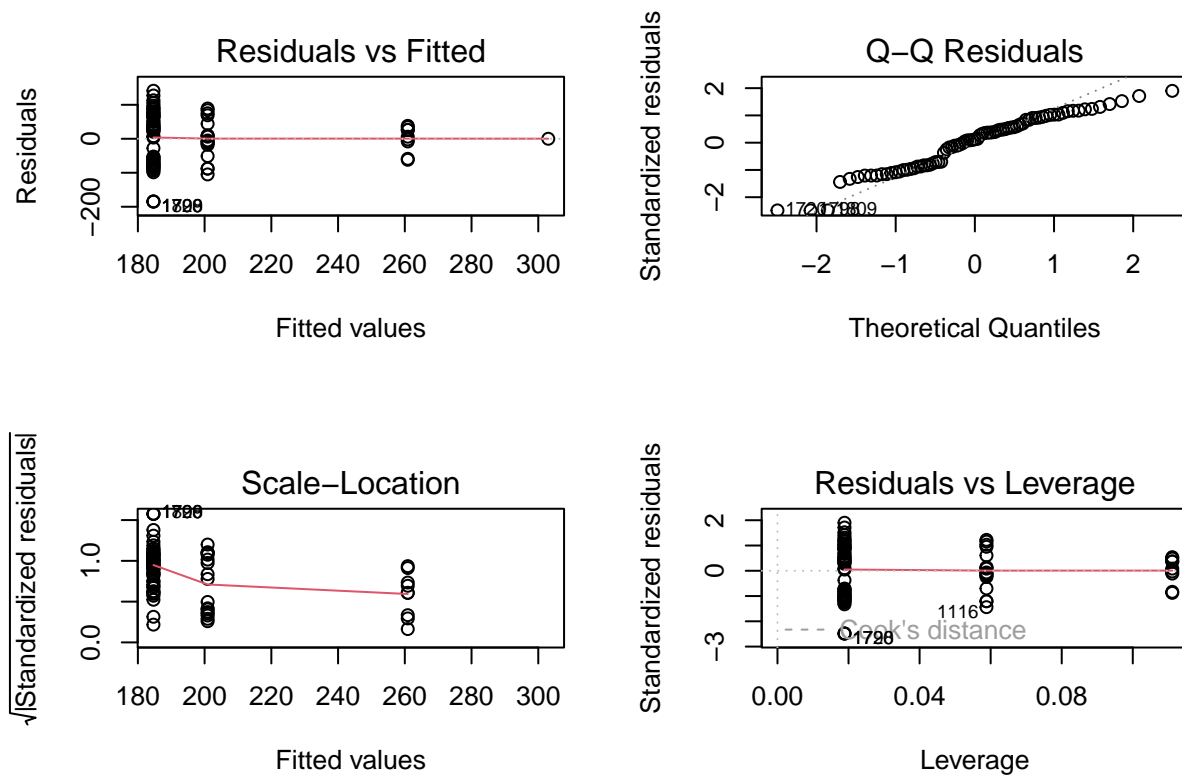 Residuals vs Fitted
Residuals
0
−200
180 200 220 240 260 280 300
Fitted values
Q−Q Residuals
Standardized residuals
2
0
−2
1809
−2 −1 0 1 2
Theoretical Quantiles
Scale−Location
√|Standardized residuals|
1.0
0.0
180 200 220 240 260 280 300
Fitted values
Residuals vs Leverage
Standardized residuals
2
0
−3
1116
Cook's distance
0.00 0.04 0.08
Leverage